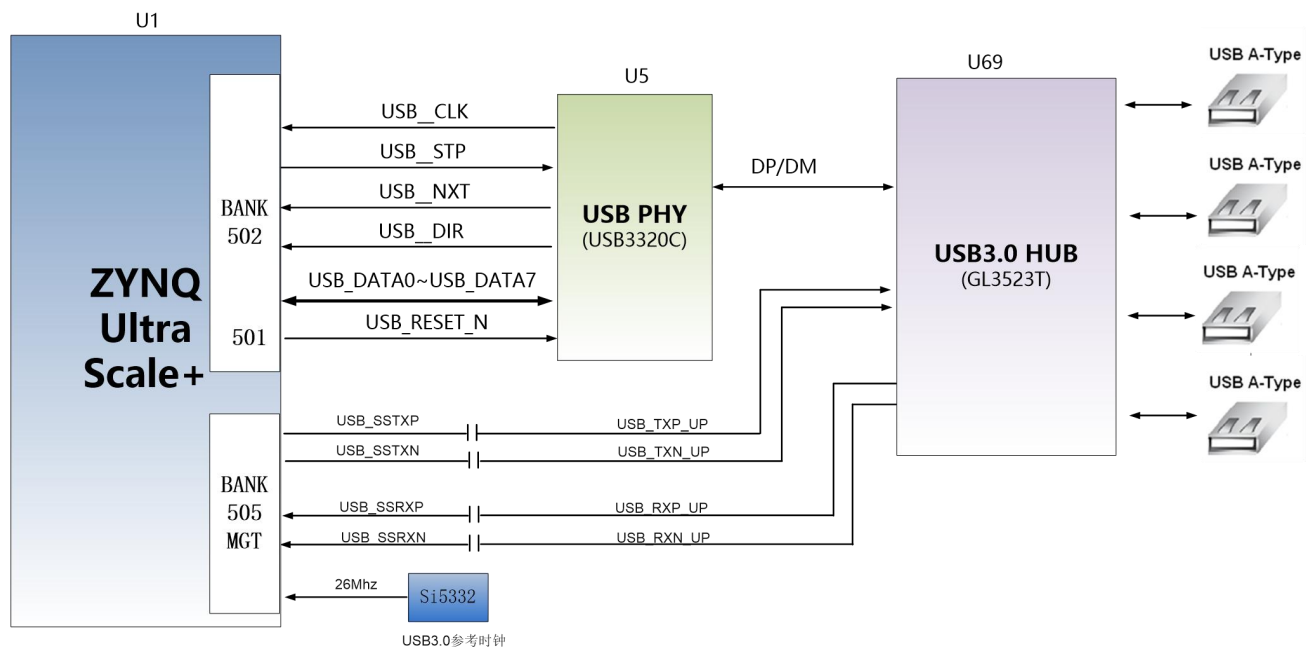 U1
ZYNQ
Ultra
Scale+
BANK
502
501
BANK
505
MGT
USB__CLK
USB__STP
USB__NXT
USB__DIR
USB_DATA0~USB_DATA7
USB_RESET_N
U5
USB PHY
(USB3320C)
DP/DM
U69
USB3.0 HUB
(GL3523T)
USB A-Type
USB A-Type
USB A-Type
USB A-Type
USB_SSTXP
USB_TXP_UP
USB_SSTXN
USB_TXN_UP
USB_SSRXP
USB_RXP_UP
USB_SSRXN
USB_RXN_UP
26Mhz
Si5332
USB3.0参考时钟